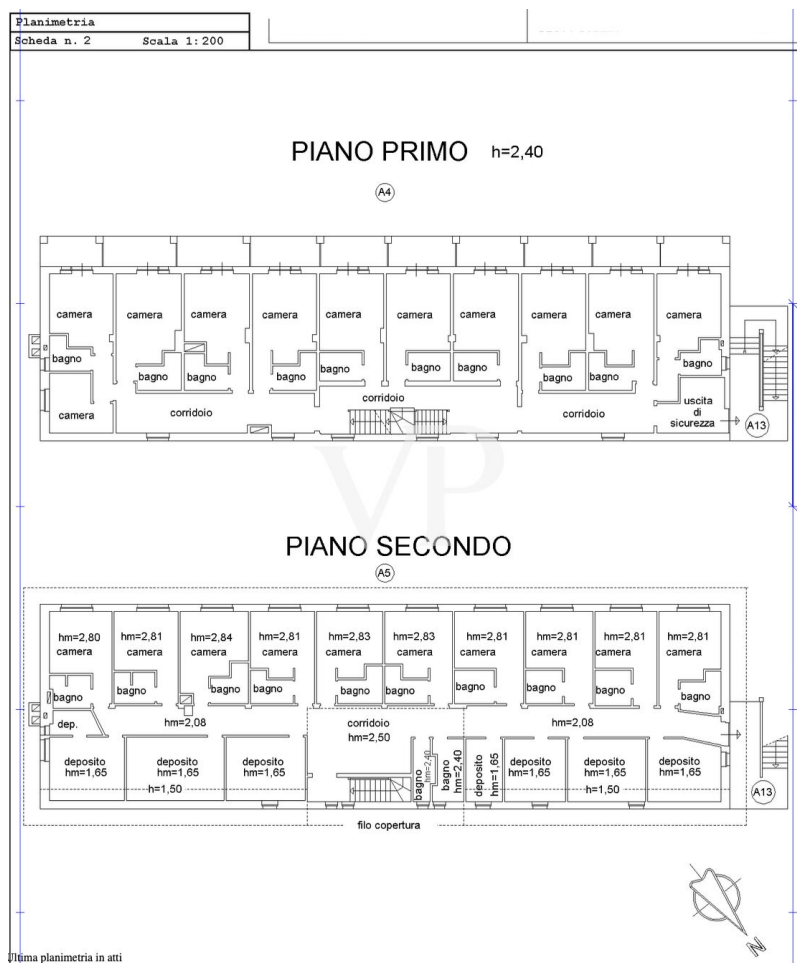 Planimetria
Scheda n. 2 Scala 1:200
PIANO PRIMO h=2,40
A4
camera camera camera camera camera camera camera camera camera camera
bagno bagno bagno bagno bagno bagno bagno bagno bagno bagno
camera corridoio corridoio corridoio uscita di sicurezza
A13
VP
PIANO SECONDO
A5
hm=2,80 hm=2,81 hm=2,84 hm=2,81 hm=2,83 hm=2,83 hm=2,81 hm=2,81 hm=2,81 hm=2,81
camera camera camera camera camera camera camera camera camera camera
bagno bagno bagno bagno bagno bagno bagno bagno bagno bagno
dep. hm=2,08 corridoio hm=2,08
hm=2,50
deposito deposito deposito bagno hm=2,40 bagno hm=2,40 deposito hm=1,65 deposito deposito deposito
hm=1,65 hm=1,65 hm=1,65 hm=1,65 hm=1,65 hm=1,65
h=1,50 h=1,50
A13
filo copertura
N
Ultima planimetria in atti